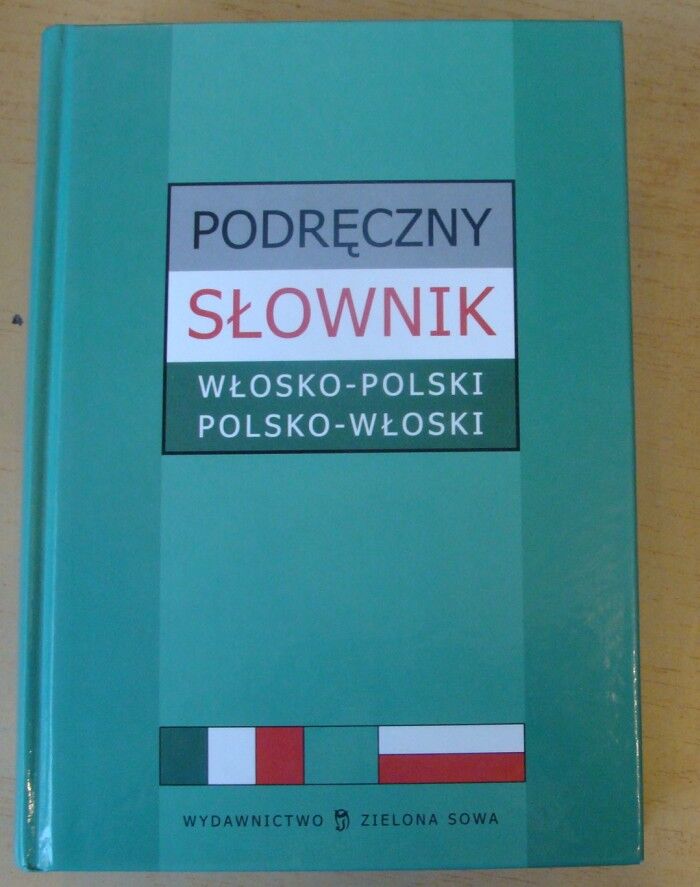 PODRĘCZNY
SŁOWNIK
WŁOSKO-POLSKI
POLSKO-WŁOSKI
WYDAWNICTWO ZIELONA SOWA